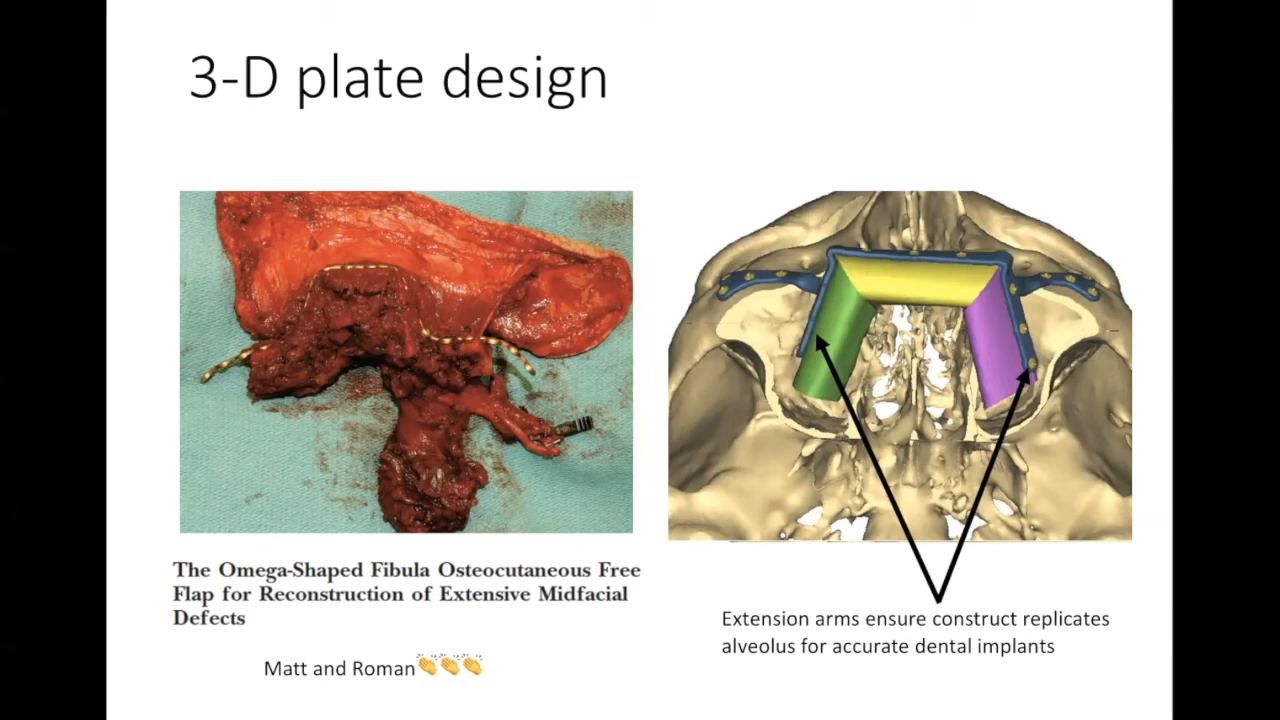 3-D plate design
The Omega-Shaped Fibula Osteocutaneous Free
Flap for Reconstruction of Extensive Midfacial
Defects
Matt and Roman👏👏👏
Extension arms ensure construct replicates
alveolus for accurate dental implants